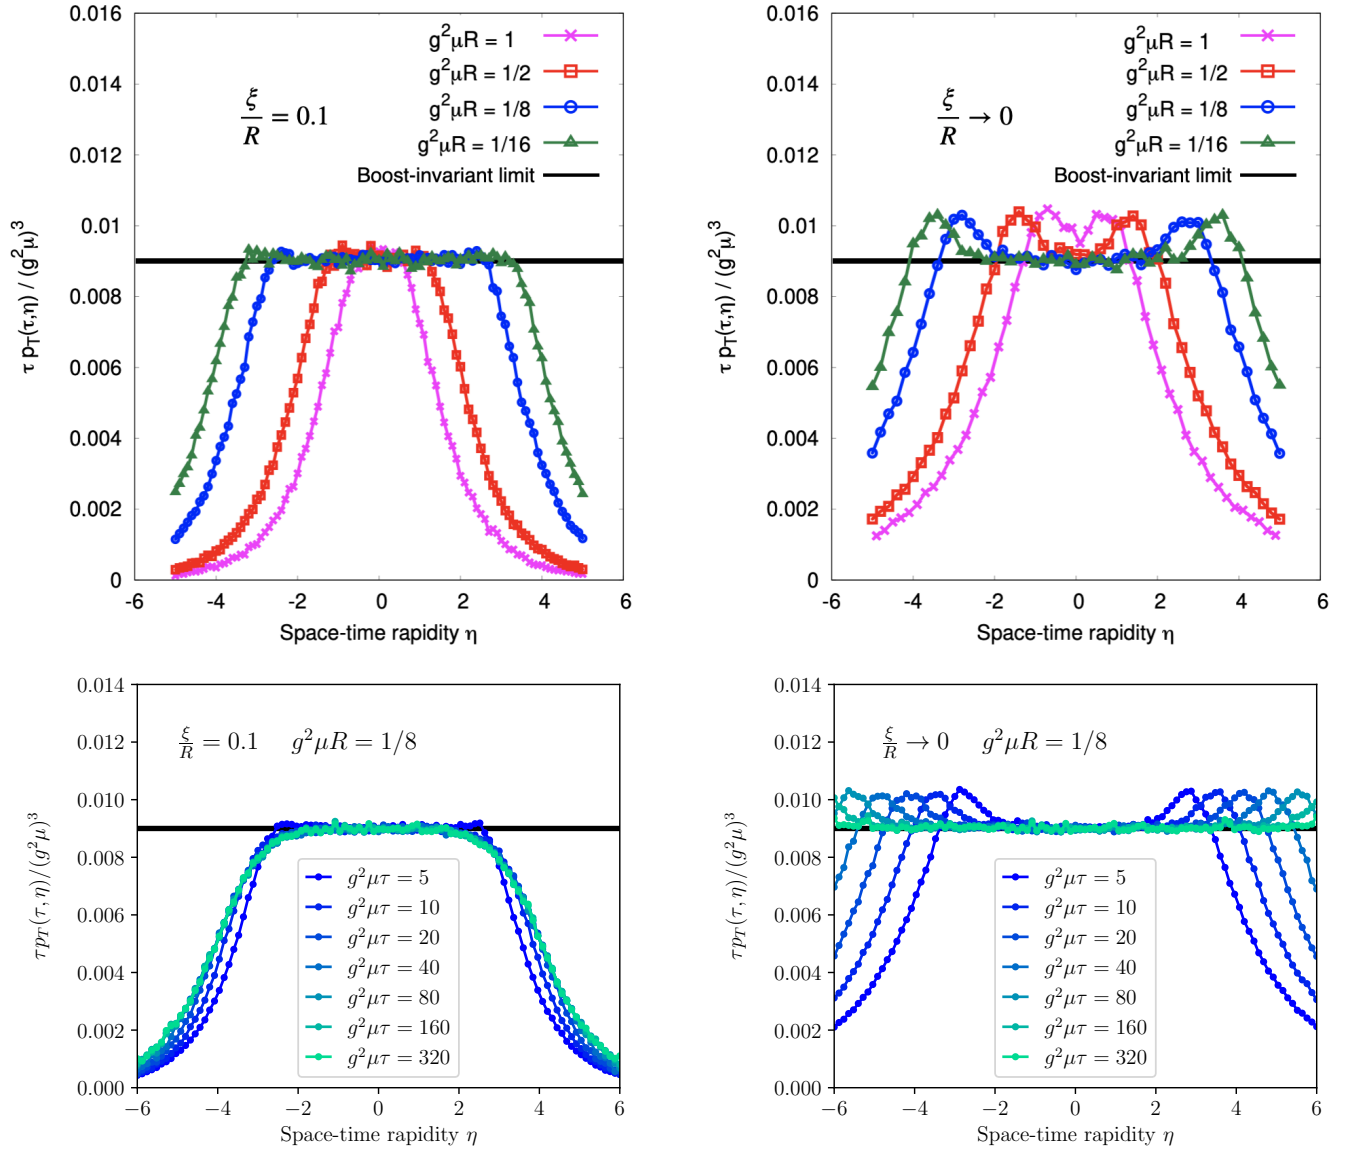 0.016
0.014
0.012
0.01
0.008
0.006
0.004
0.002
0
τ p_T(τ,η) / (g²μ)³
g²μR = 1
g²μR = 1/2
g²μR = 1/8
g²μR = 1/16
Boost-invariant limit
ξ/R = 0.1
-6 -4 -2 0 2 4 6
Space-time rapidity η
0.016
0.014
0.012
0.01
0.008
0.006
0.004
0.002
0
τ p_T(τ,η) / (g²μ)³
g²μR = 1
g²μR = 1/2
g²μR = 1/8
g²μR = 1/16
Boost-invariant limit
ξ/R → 0
-6 -4 -2 0 2 4 6
Space-time rapidity η
0.014
0.012
0.010
0.008
0.006
0.004
0.002
0.000
τp_T(τ, η)/(g²μ)³
ξ/R = 0.1 g²μR = 1/8
g²μτ = 5
g²μτ = 10
g²μτ = 20
g²μτ = 40
g²μτ = 80
g²μτ = 160
g²μτ = 320
−6 −4 −2 0 2 4 6
Space-time rapidity η
0.014
0.012
0.010
0.008
0.006
0.004
0.002
0.000
τp_T(τ, η)/(g²μ)³
ξ/R → 0 g²μR = 1/8
g²μτ = 5
g²μτ = 10
g²μτ = 20
g²μτ = 40
g²μτ = 80
g²μτ = 160
g²μτ = 320
−6 −4 −2 0 2 4 6
Space-time rapidity η